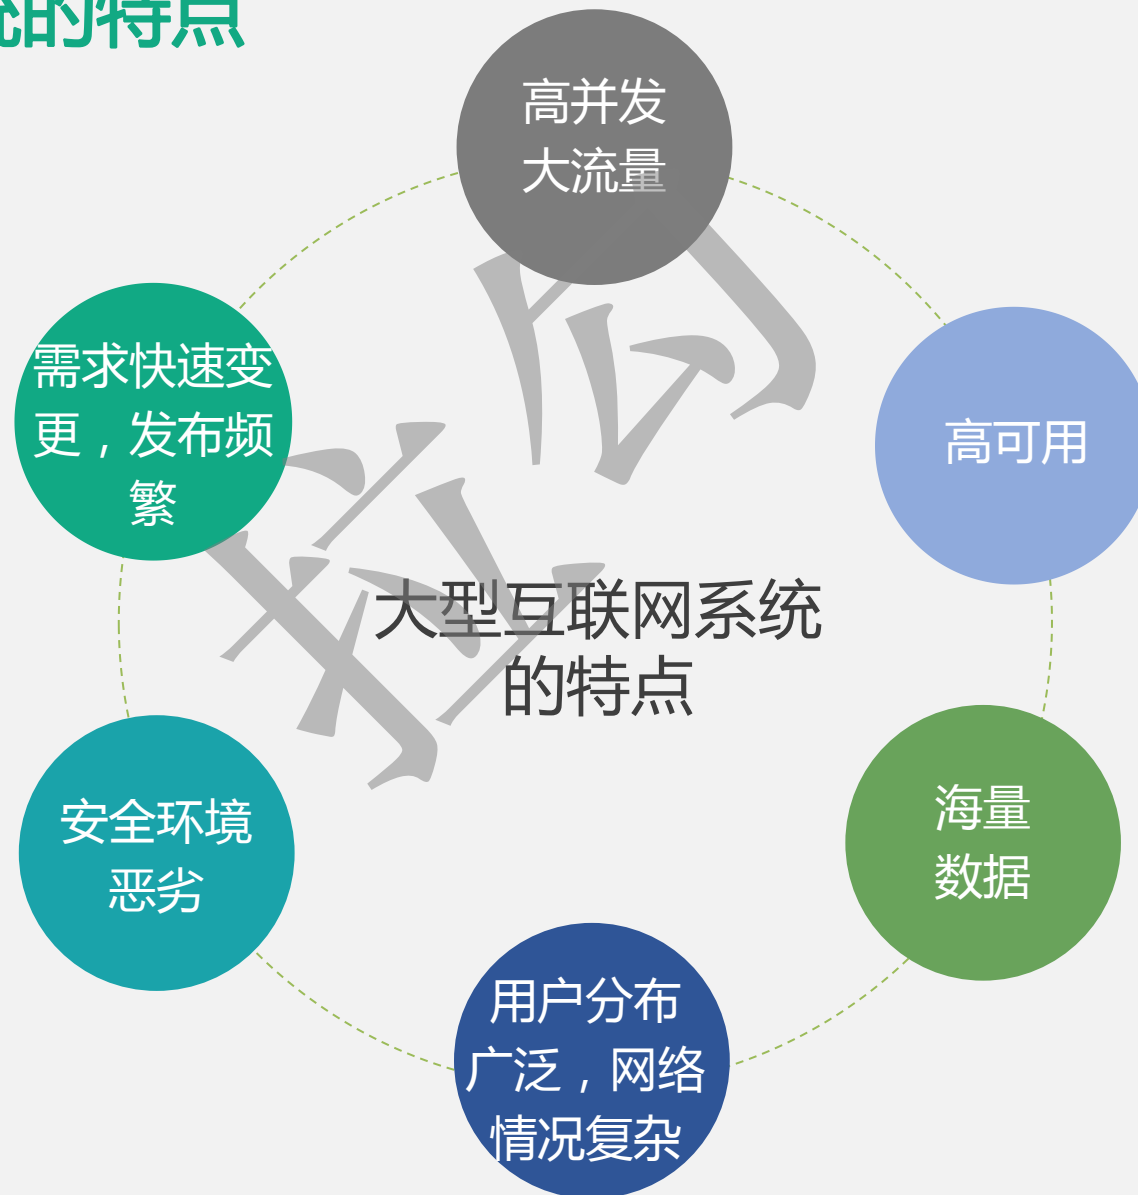 统的特点
高并发
大流量
高可用
海量
数据
用户分布
广泛，网络
情况复杂
安全环境
恶劣
需求快速变
更，发布频
繁
大型互联网系统
的特点
拉勾